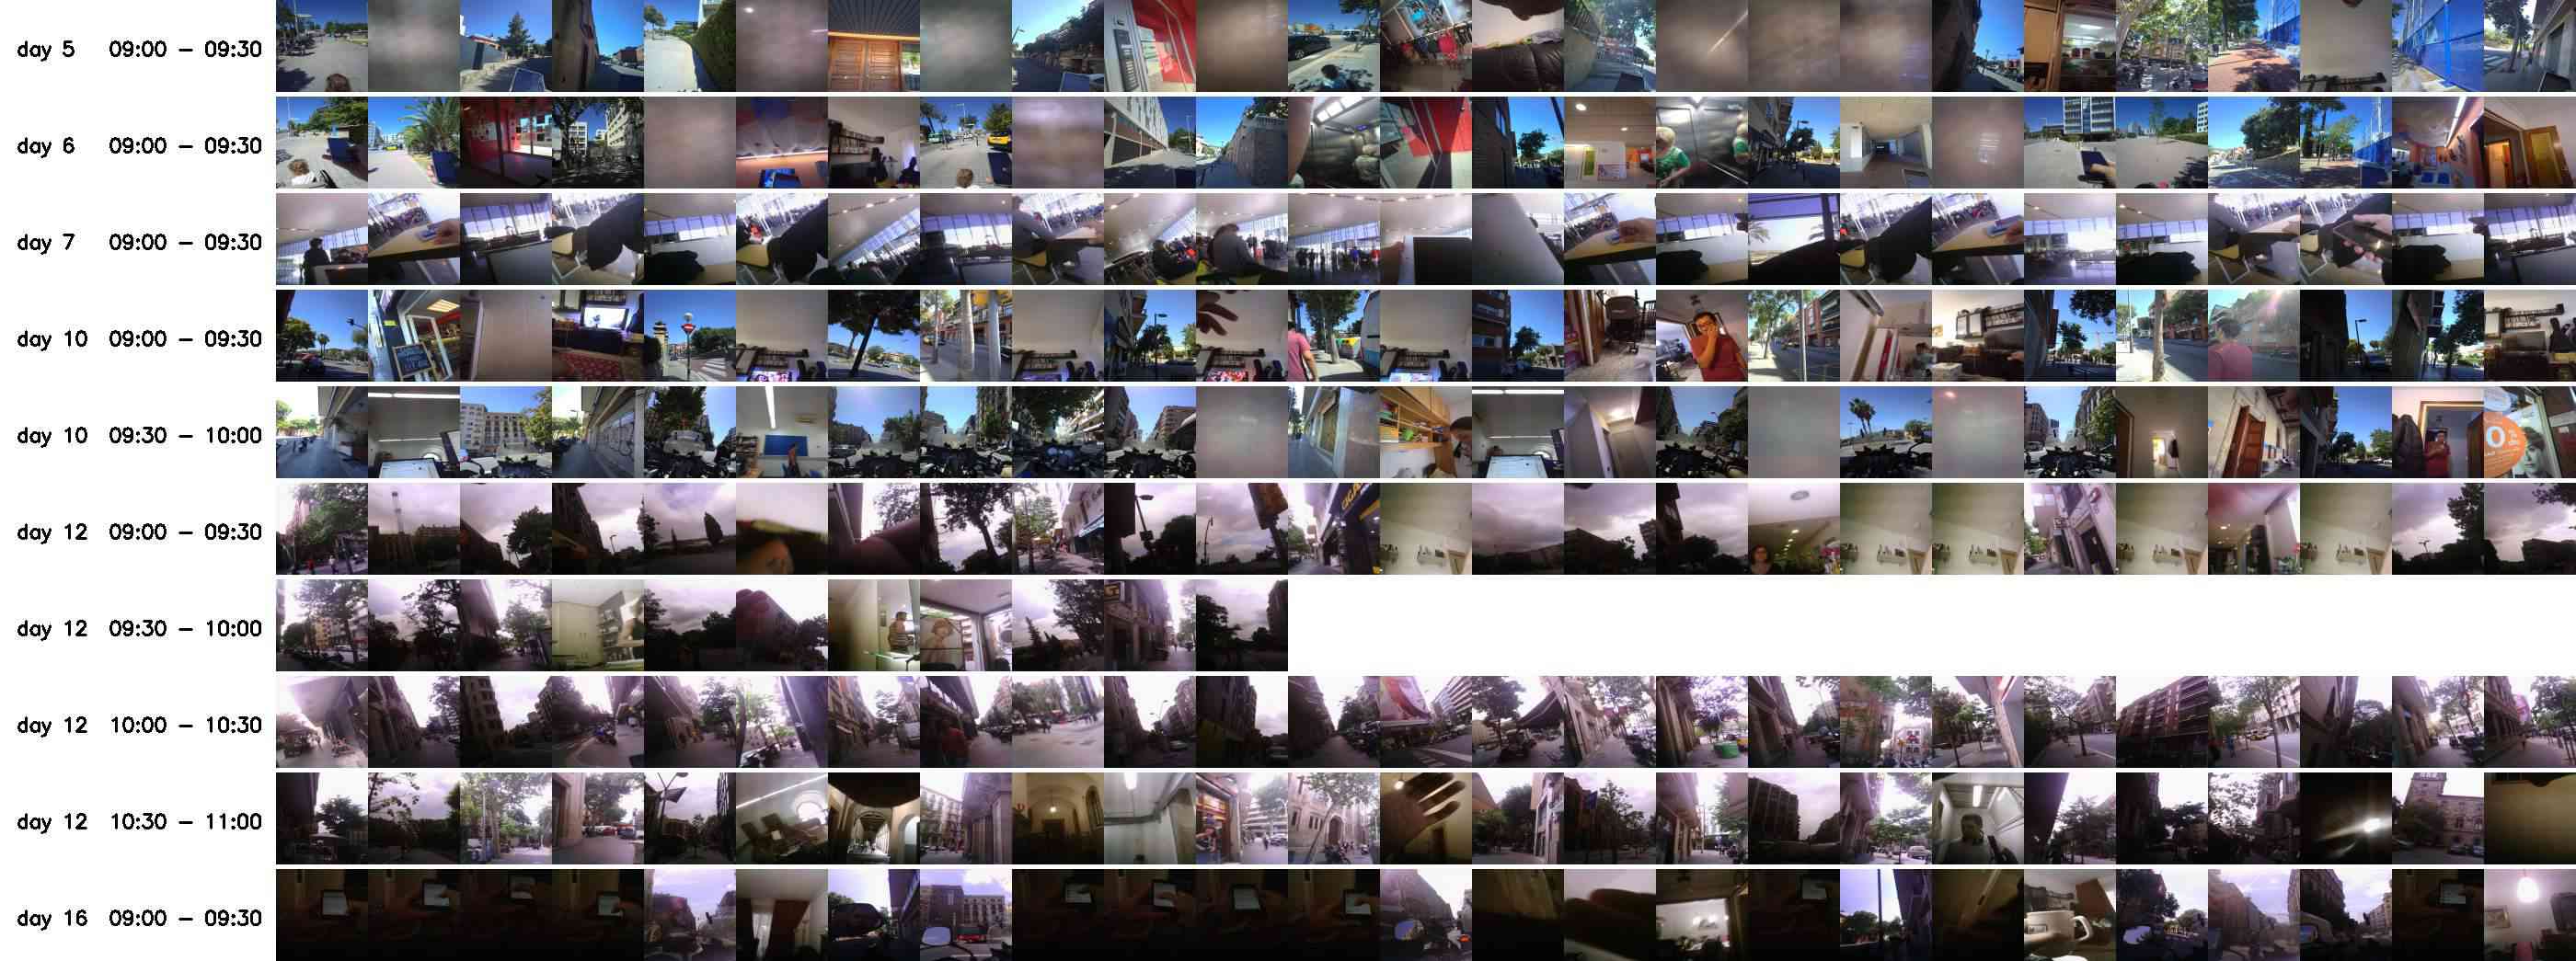 day 5 09:00 – 09:30
day 6 09:00 – 09:30
day 7 09:00 – 09:30
day 10 09:00 – 09:30
day 10 09:30 – 10:00
day 12 09:00 – 09:30
day 12 09:30 – 10:00
day 12 10:00 – 10:30
day 12 10:30 – 11:00
day 16 09:00 – 09:30